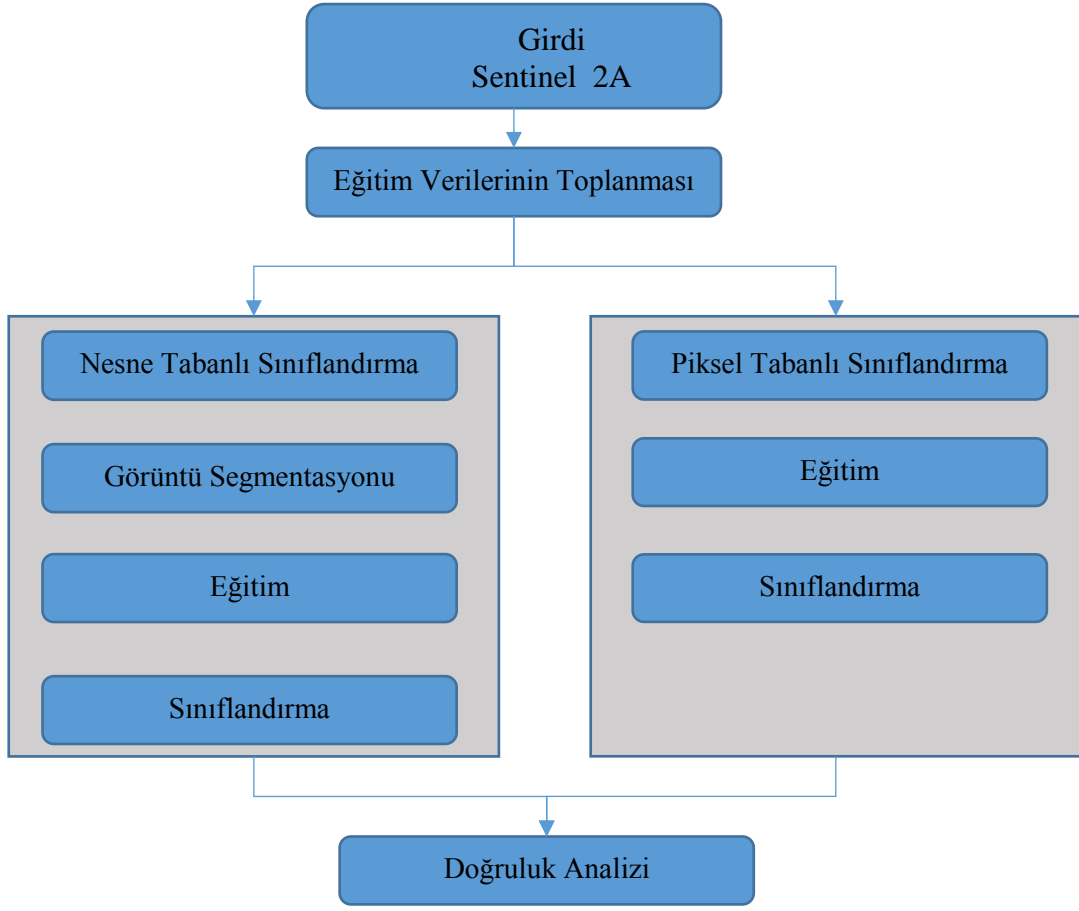 Girdi
Sentinel 2A
Eğitim Verilerinin Toplanması
Nesne Tabanlı Sınıflandırma
Görüntü Segmentasyonu
Eğitim
Sınıflandırma
Piksel Tabanlı Sınıflandırma
Eğitim
Sınıflandırma
Doğruluk Analizi